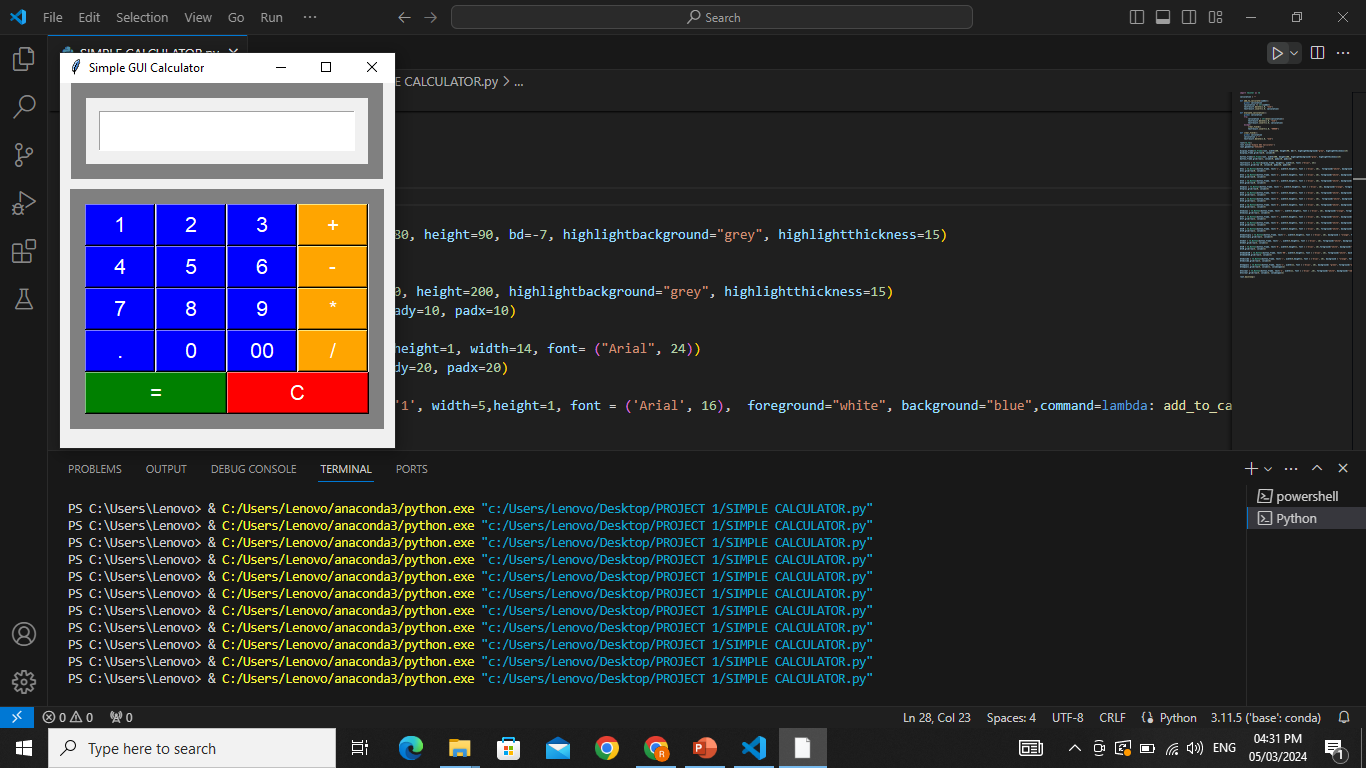 File Edit Selection View Go Run ···
Search
SIMPLE CALCULATOR.py
Simple GUI Calculator
E CALCULATOR.py > ...
80, height=90, bd=-7, highlightbackground="grey", highlightthickness=15)
0, height=200, highlightbackground="grey", highlightthickness=15)
ady=10, padx=10)
height=1, width=14, font= ("Arial", 24))
dy=20, padx=20)
'1', width=5,height=1, font = ('Arial', 16),  foreground="white", background="blue",command=lambda: add_to_ca
1 2 3 +
4 5 6 -
7 8 9 *
. 0 00 /
= C
PROBLEMS OUTPUT DEBUG CONSOLE TERMINAL PORTS
powershell
Python
PS C:\Users\Lenovo> & C:/Users/Lenovo/anaconda3/python.exe "c:/Users/Lenovo/Desktop/PROJECT 1/SIMPLE CALCULATOR.py"
PS C:\Users\Lenovo> & C:/Users/Lenovo/anaconda3/python.exe "c:/Users/Lenovo/Desktop/PROJECT 1/SIMPLE CALCULATOR.py"
PS C:\Users\Lenovo> & C:/Users/Lenovo/anaconda3/python.exe "c:/Users/Lenovo/Desktop/PROJECT 1/SIMPLE CALCULATOR.py"
PS C:\Users\Lenovo> & C:/Users/Lenovo/anaconda3/python.exe "c:/Users/Lenovo/Desktop/PROJECT 1/SIMPLE CALCULATOR.py"
PS C:\Users\Lenovo> & C:/Users/Lenovo/anaconda3/python.exe "c:/Users/Lenovo/Desktop/PROJECT 1/SIMPLE CALCULATOR.py"
PS C:\Users\Lenovo> & C:/Users/Lenovo/anaconda3/python.exe "c:/Users/Lenovo/Desktop/PROJECT 1/SIMPLE CALCULATOR.py"
PS C:\Users\Lenovo> & C:/Users/Lenovo/anaconda3/python.exe "c:/Users/Lenovo/Desktop/PROJECT 1/SIMPLE CALCULATOR.py"
PS C:\Users\Lenovo> & C:/Users/Lenovo/anaconda3/python.exe "c:/Users/Lenovo/Desktop/PROJECT 1/SIMPLE CALCULATOR.py"
PS C:\Users\Lenovo> & C:/Users/Lenovo/anaconda3/python.exe "c:/Users/Lenovo/Desktop/PROJECT 1/SIMPLE CALCULATOR.py"
PS C:\Users\Lenovo> & C:/Users/Lenovo/anaconda3/python.exe "c:/Users/Lenovo/Desktop/PROJECT 1/SIMPLE CALCULATOR.py"
PS C:\Users\Lenovo> & C:/Users/Lenovo/anaconda3/python.exe "c:/Users/Lenovo/Desktop/PROJECT 1/SIMPLE CALCULATOR.py"
0 0 0 Ln 28, Col 23 Spaces: 4 UTF-8 CRLF Python 3.11.5 ('base': conda)
Type here to search
R
ENG
04:31 PM
05/03/2024
1